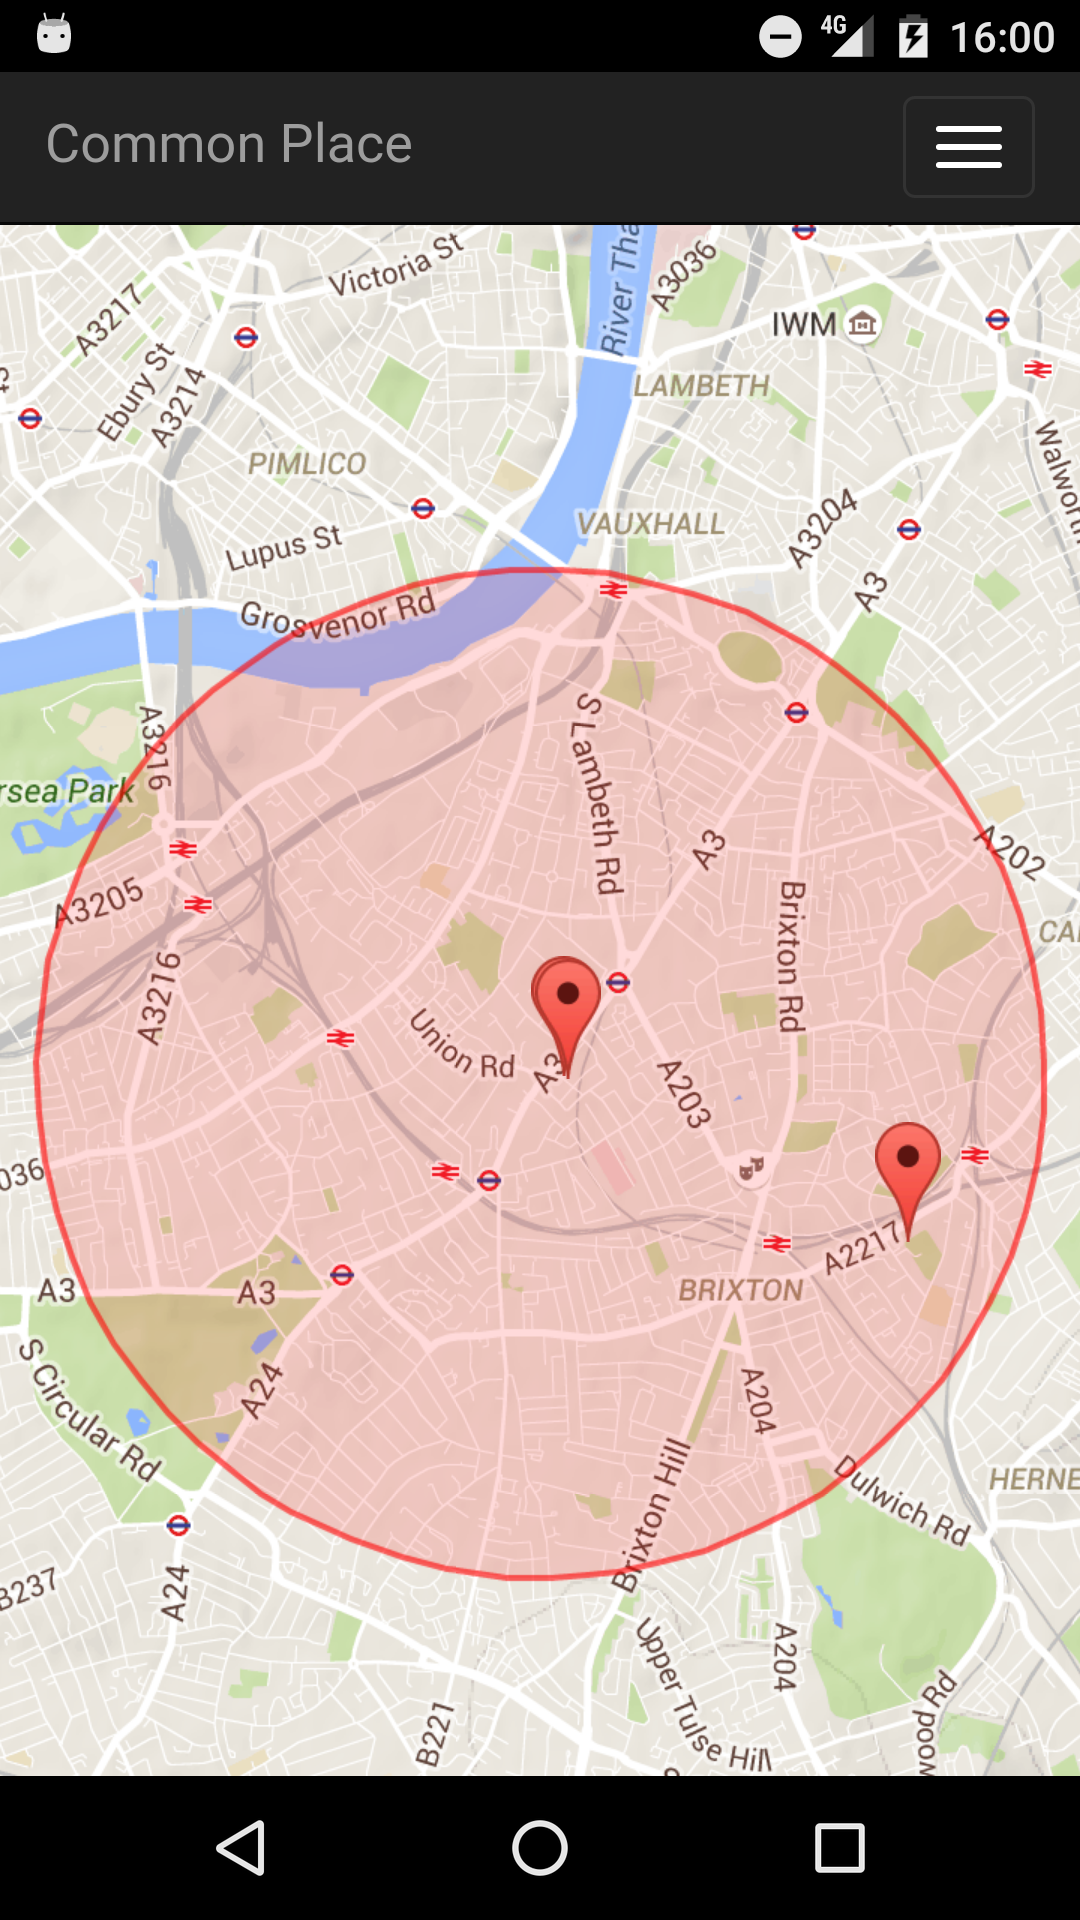 4G
16:00
Common Place
Victoria St
River Tha
A3036
A3217
IWM
Ebury St
A3214
LAMBETH
PIMLICO
Walworth
VAUXHALL
A3204
Lupus St
A3
Grosvenor Rd
S Lambeth Rd
A3216
rsea Park
A3
A202
A3205
Brixton Rd
CA
A3216
Union Rd
A3
A203
036
A2217
A3
A3
BRIXTON
S Circular Rd
A24
A204
Brixton Hill
Dulwich Rd
HERNE
B237
A24
Upper Tulse Hill
A204
wood Rd
B221